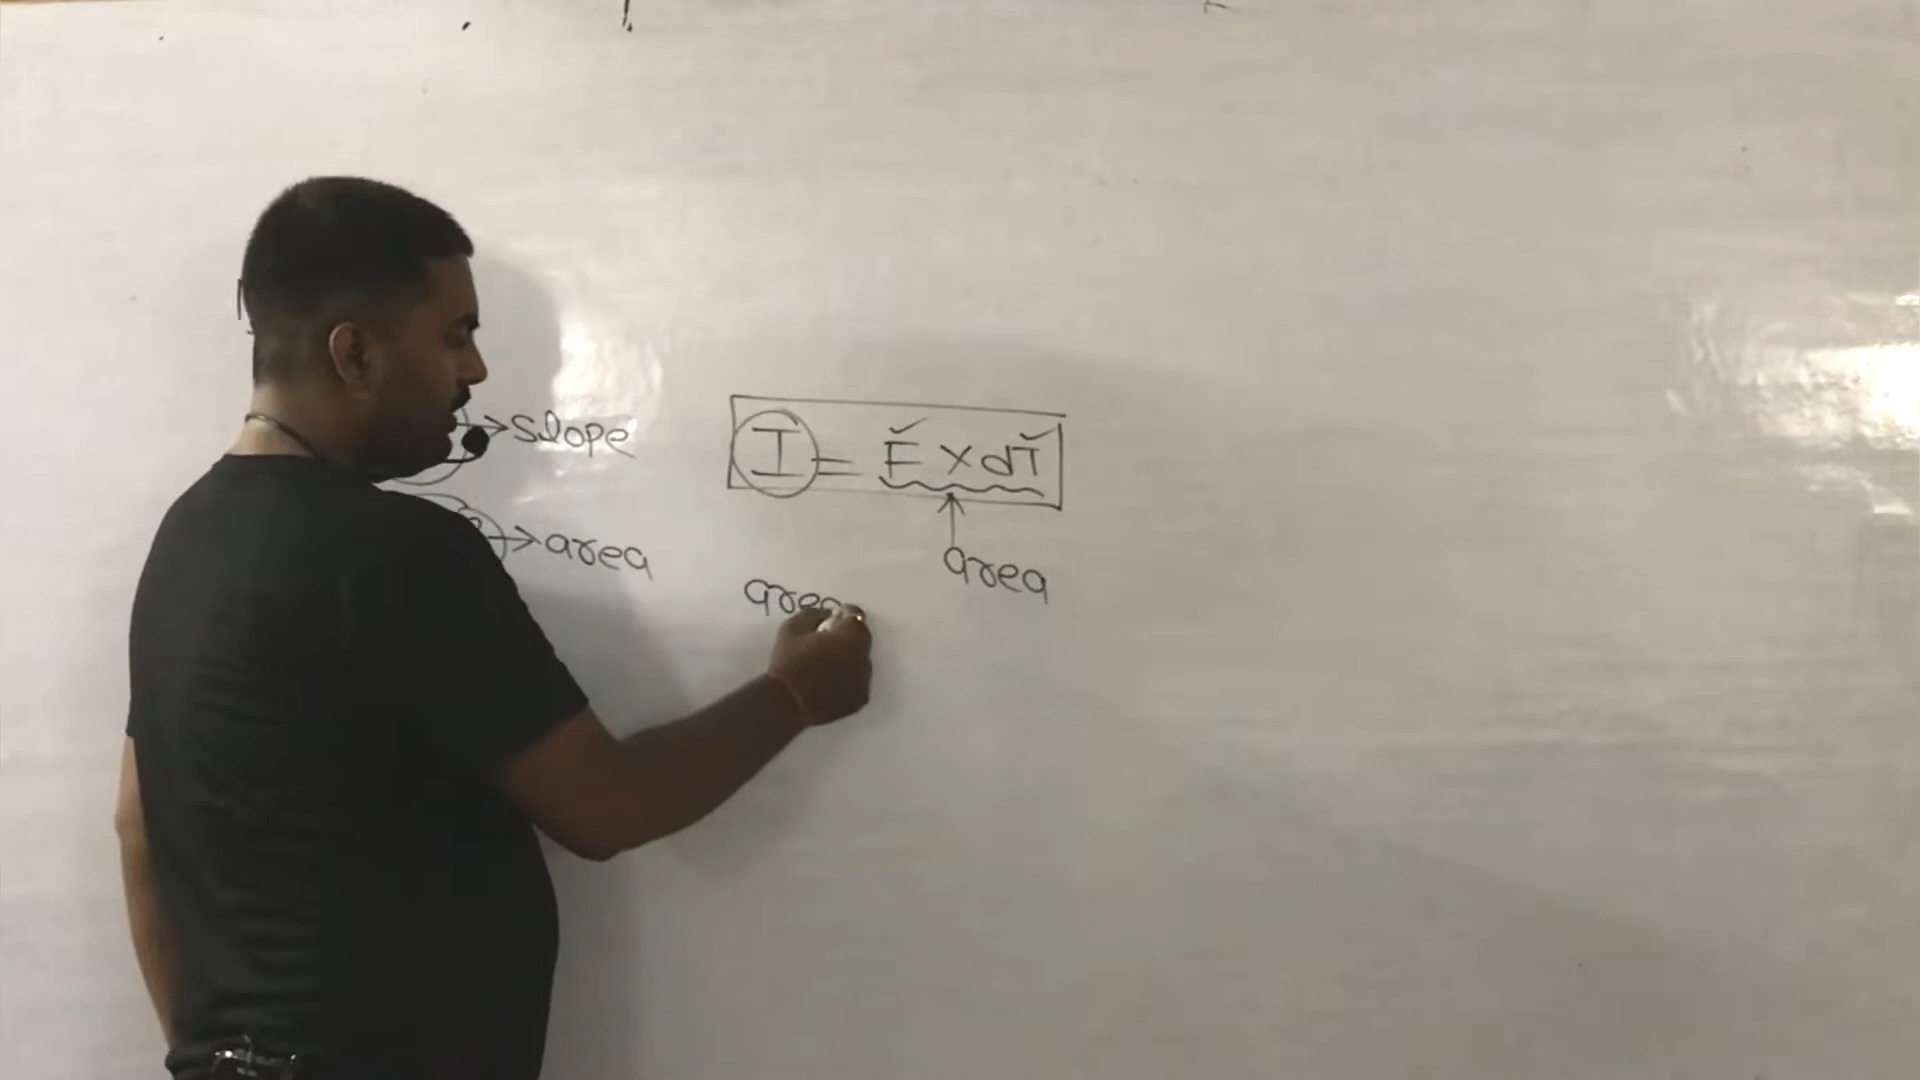 →slope
I = F × dT
→area
area
area